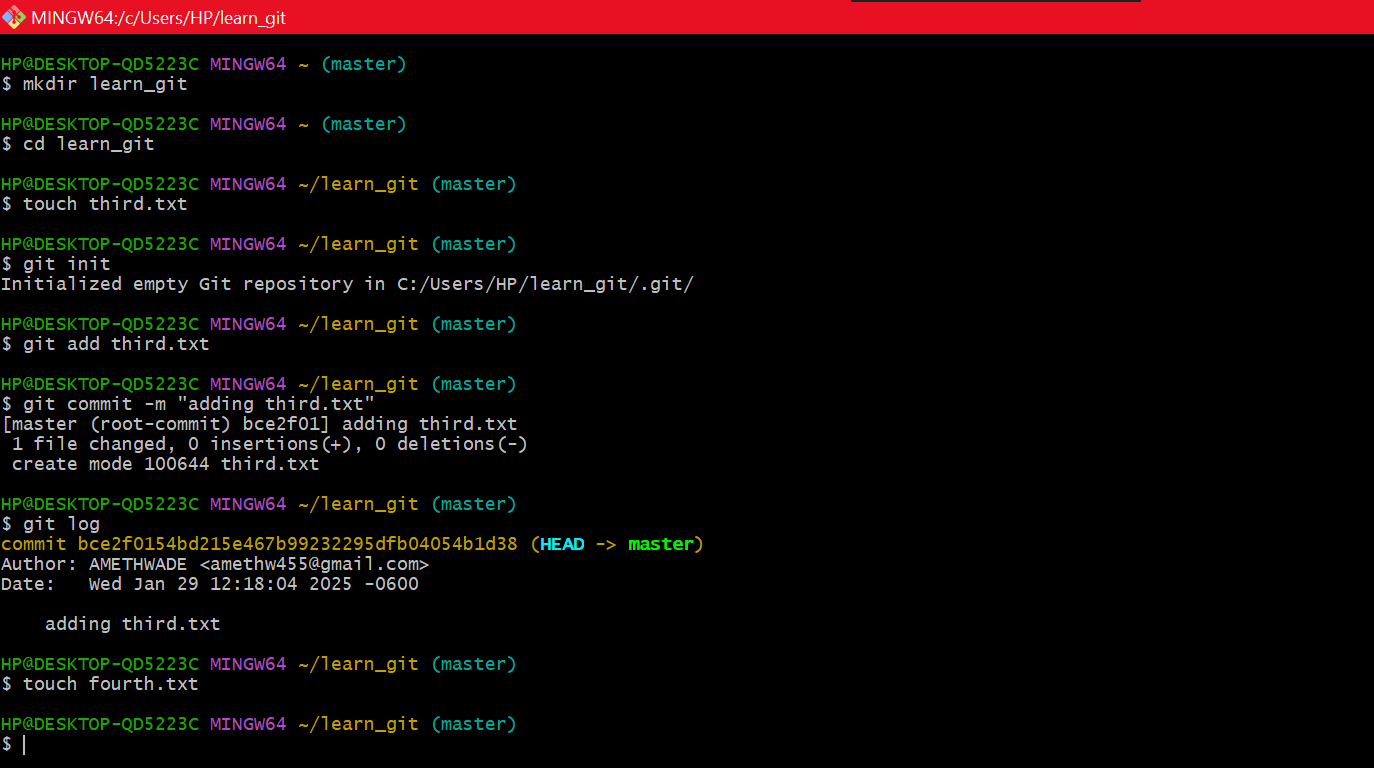 MINGW64:/c/Users/HP/learn_git
HP@DESKTOP-QD5223C MINGW64 ~ (master)
$ mkdir learn_git
HP@DESKTOP-QD5223C MINGW64 ~ (master)
$ cd learn_git
HP@DESKTOP-QD5223C MINGW64 ~/learn_git (master)
$ touch third.txt
HP@DESKTOP-QD5223C MINGW64 ~/learn_git (master)
$ git init
Initialized empty Git repository in C:/Users/HP/learn_git/.git/
HP@DESKTOP-QD5223C MINGW64 ~/learn_git (master)
$ git add third.txt
HP@DESKTOP-QD5223C MINGW64 ~/learn_git (master)
$ git commit -m "adding third.txt"
[master (root-commit) bce2f01] adding third.txt
 1 file changed, 0 insertions(+), 0 deletions(-)
 create mode 100644 third.txt
HP@DESKTOP-QD5223C MINGW64 ~/learn_git (master)
$ git log
commit bce2f0154bd215e467b99232295dfb04054b1d38 (HEAD -> master)
Author: AMETHWADE <amethw455@gmail.com>
Date:   Wed Jan 29 12:18:04 2025 -0600
    adding third.txt
HP@DESKTOP-QD5223C MINGW64 ~/learn_git (master)
$ touch fourth.txt
HP@DESKTOP-QD5223C MINGW64 ~/learn_git (master)
$